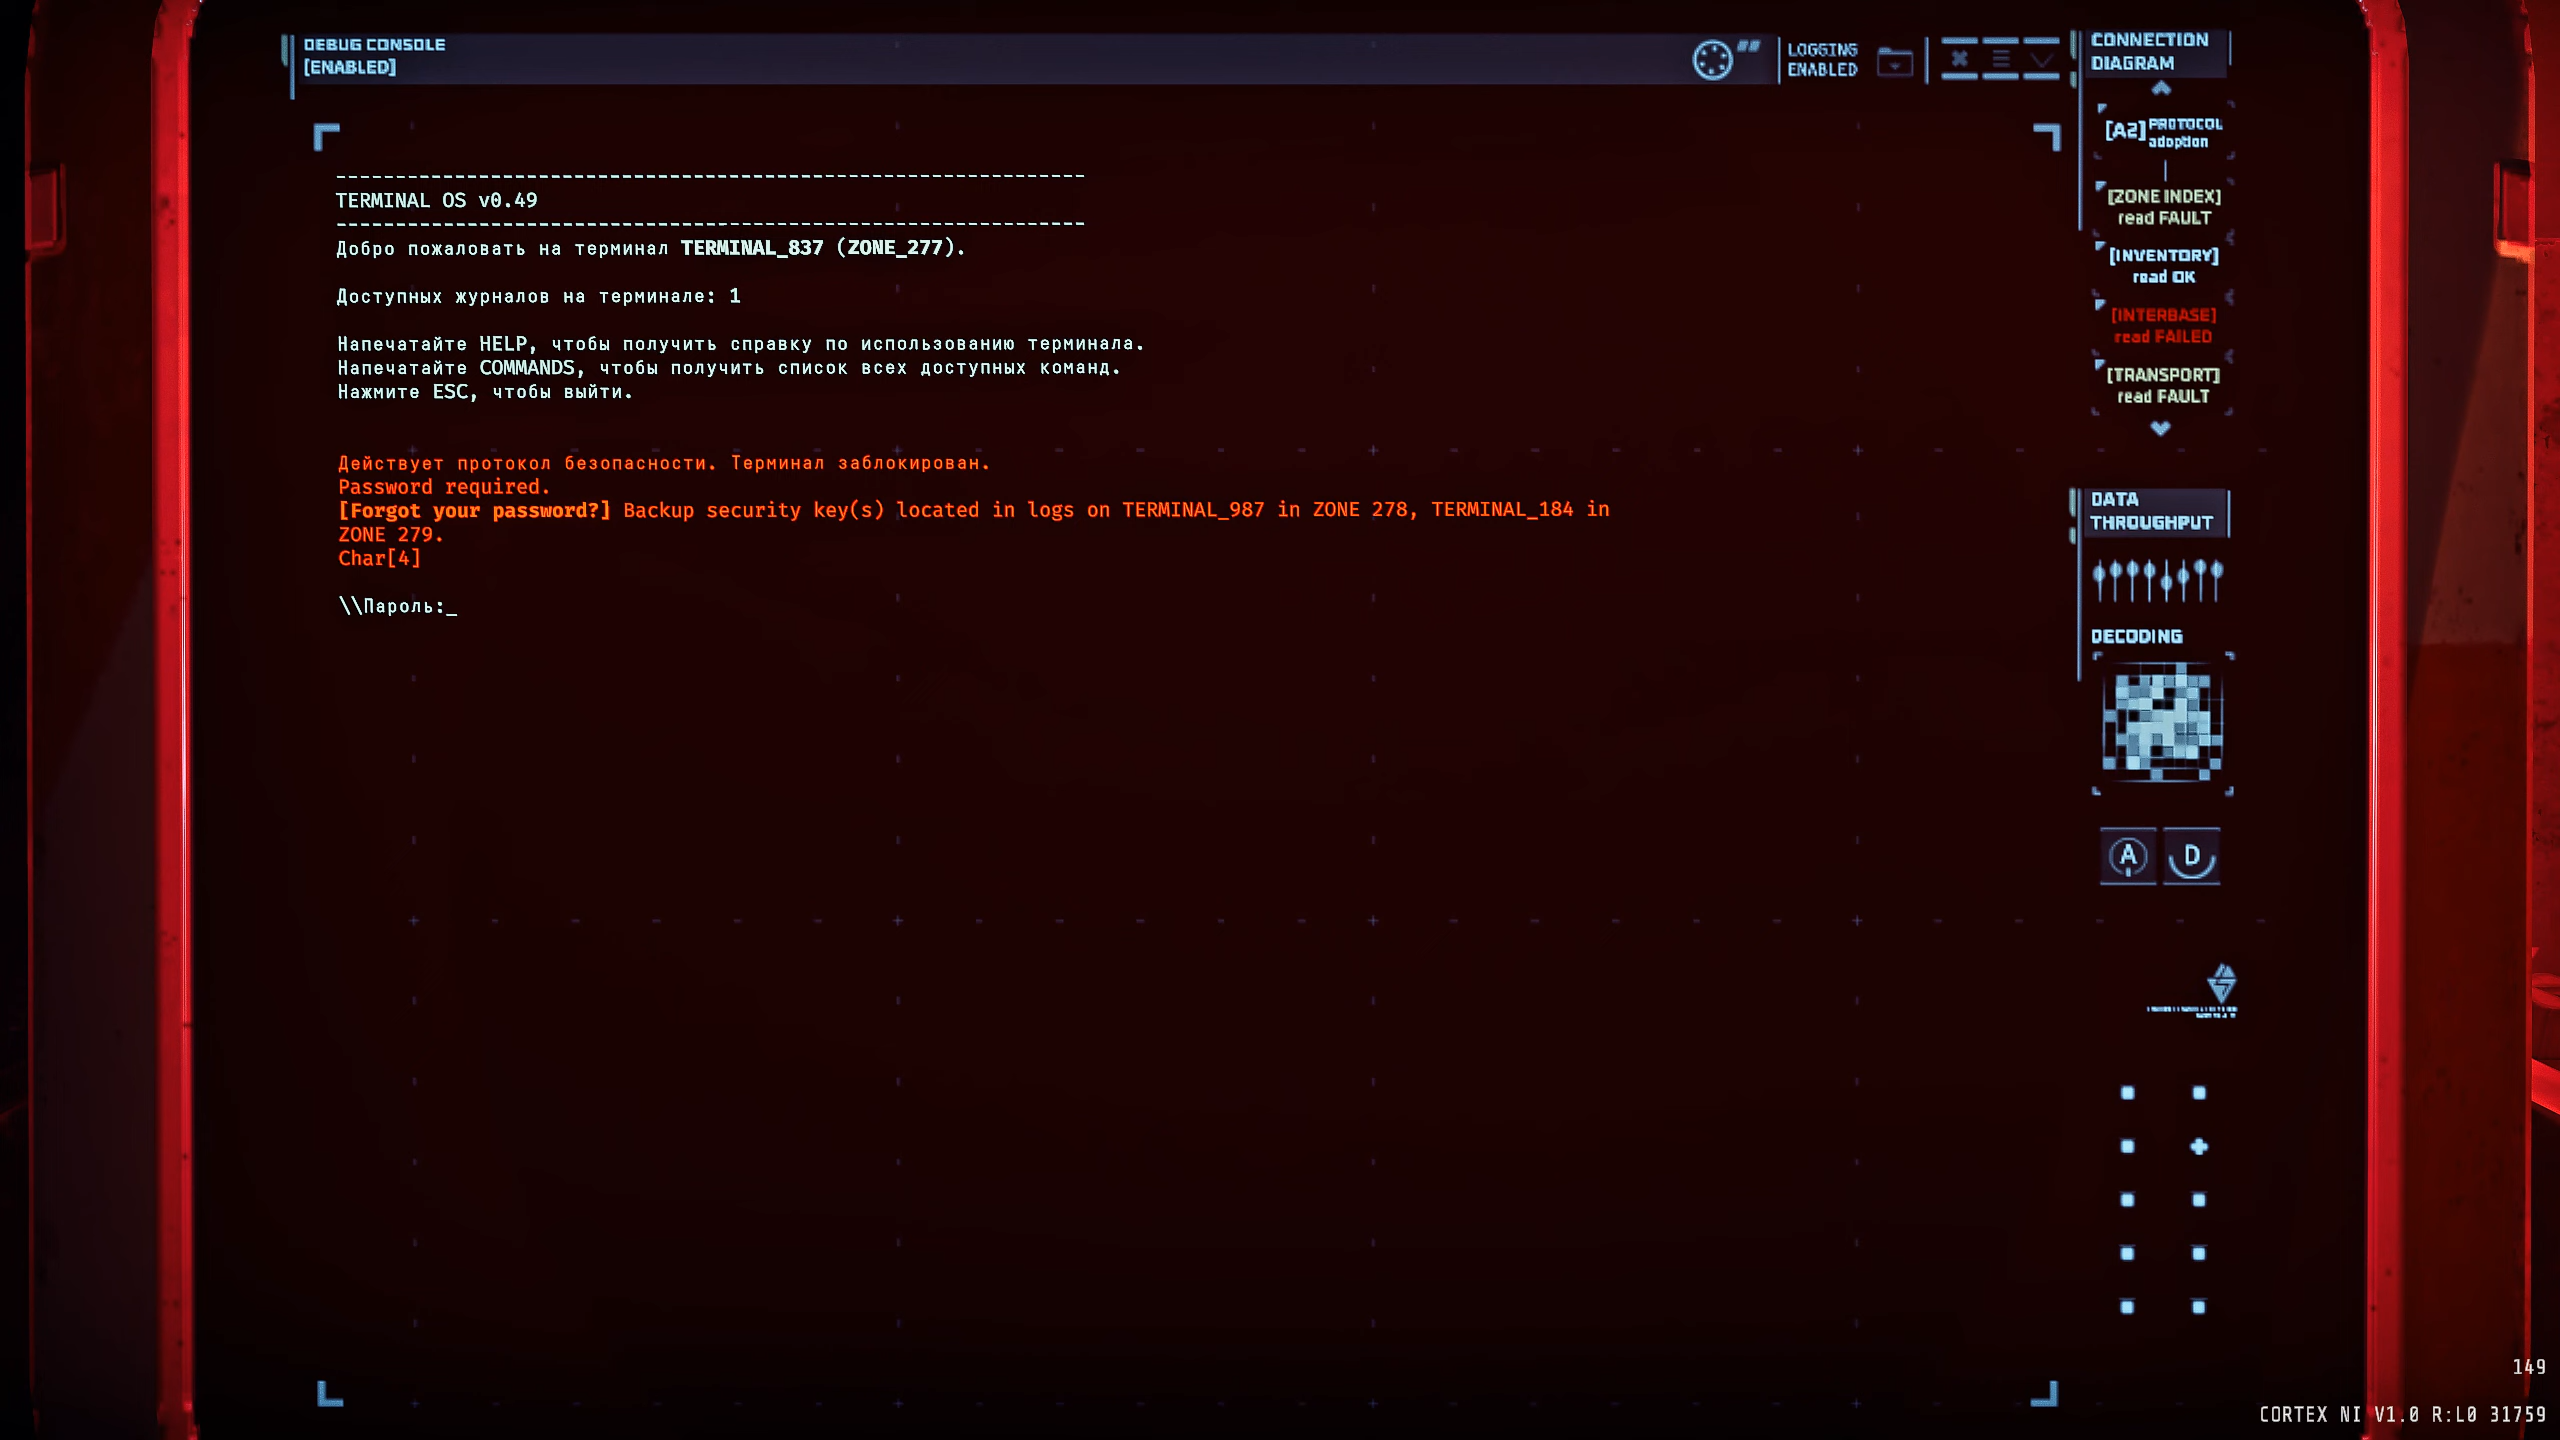 DEBUG CONSOLE
[ENABLED]
LOGGING
ENABLED
CONNECTION
DIAGRAM
[A2] PROTOCOL
adoption
[ZONE INDEX]
read FAULT
[INVENTORY]
read OK
[INTERBASE]
read FAILED
[TRANSPORT]
read FAULT
--------------------------------------------------------------
TERMINAL OS v0.49
--------------------------------------------------------------
Добро пожаловать на терминал TERMINAL_837 (ZONE_277).
Доступных журналов на терминале: 1
Напечатайте HELP, чтобы получить справку по использованию терминала.
Напечатайте COMMANDS, чтобы получить список всех доступных команд.
Нажмите ESC, чтобы выйти.
Действует протокол безопасности. Терминал заблокирован.
Password required.
[Forgot your password?] Backup security key(s) located in logs on TERMINAL_987 in ZONE 278, TERMINAL_184 in
ZONE 279.
Char[4]
\\Пароль:_
DATA
THROUGHPUT
DECODING
A D
149
CORTEX NI V1.0 R:L0 31759